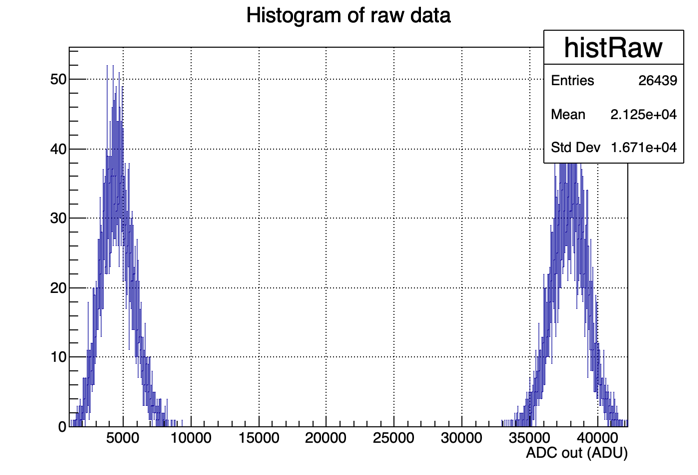 Histogram of raw data
histRaw
Entries 26439
Mean 2.125e+04
Std Dev 1.671e+04
50
40
30
20
10
0
5000 10000 15000 20000 25000 30000 35000 40000
ADC out (ADU)